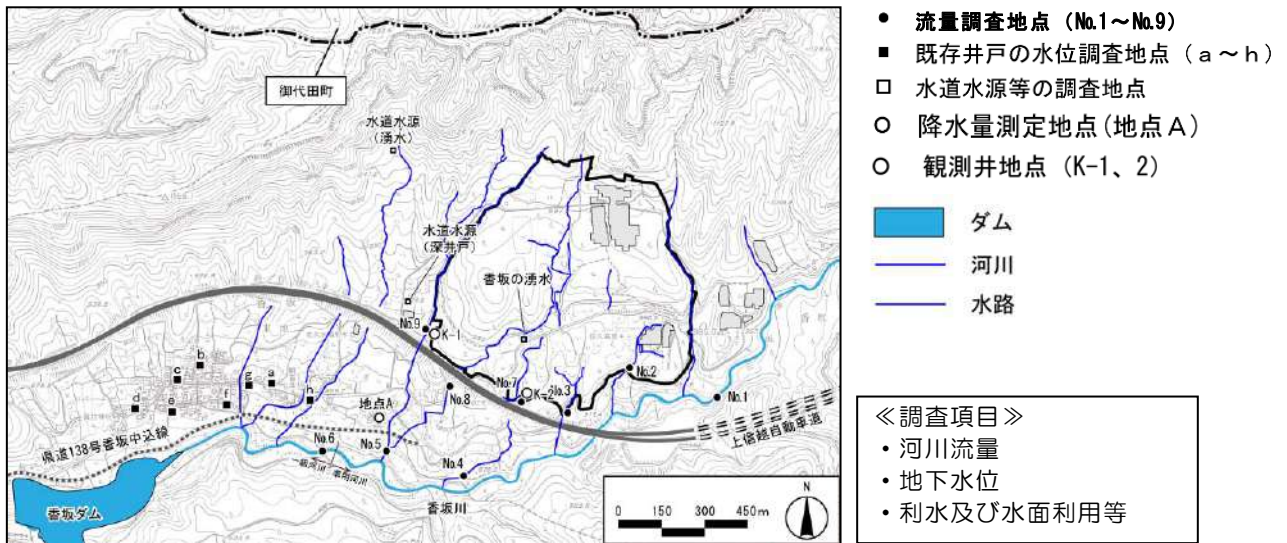 御代田町
水道水源
(湧水)
水道水源
(深井戸)
香坂の湧水
No.9
K-1
No.2
b
c
g
a
No.7
K-2
No.3
No.8
No.1
d
e
f
h
地点A
県道138号香坂中込線
上信越自動車道
No.6
No.5
No.4
香坂川
香坂ダム
N
0 150 300 450m
● 流量調査地点 (No.1~No.9)
■ 既存井戸の水位調査地点 (a~h)
□ 水道水源等の調査地点
○ 降水量測定地点(地点A)
○ 観測井地点 (K-1、2)
ダム
河川
水路
≪調査項目≫
・河川流量
・地下水位
・利水及び水面利用等